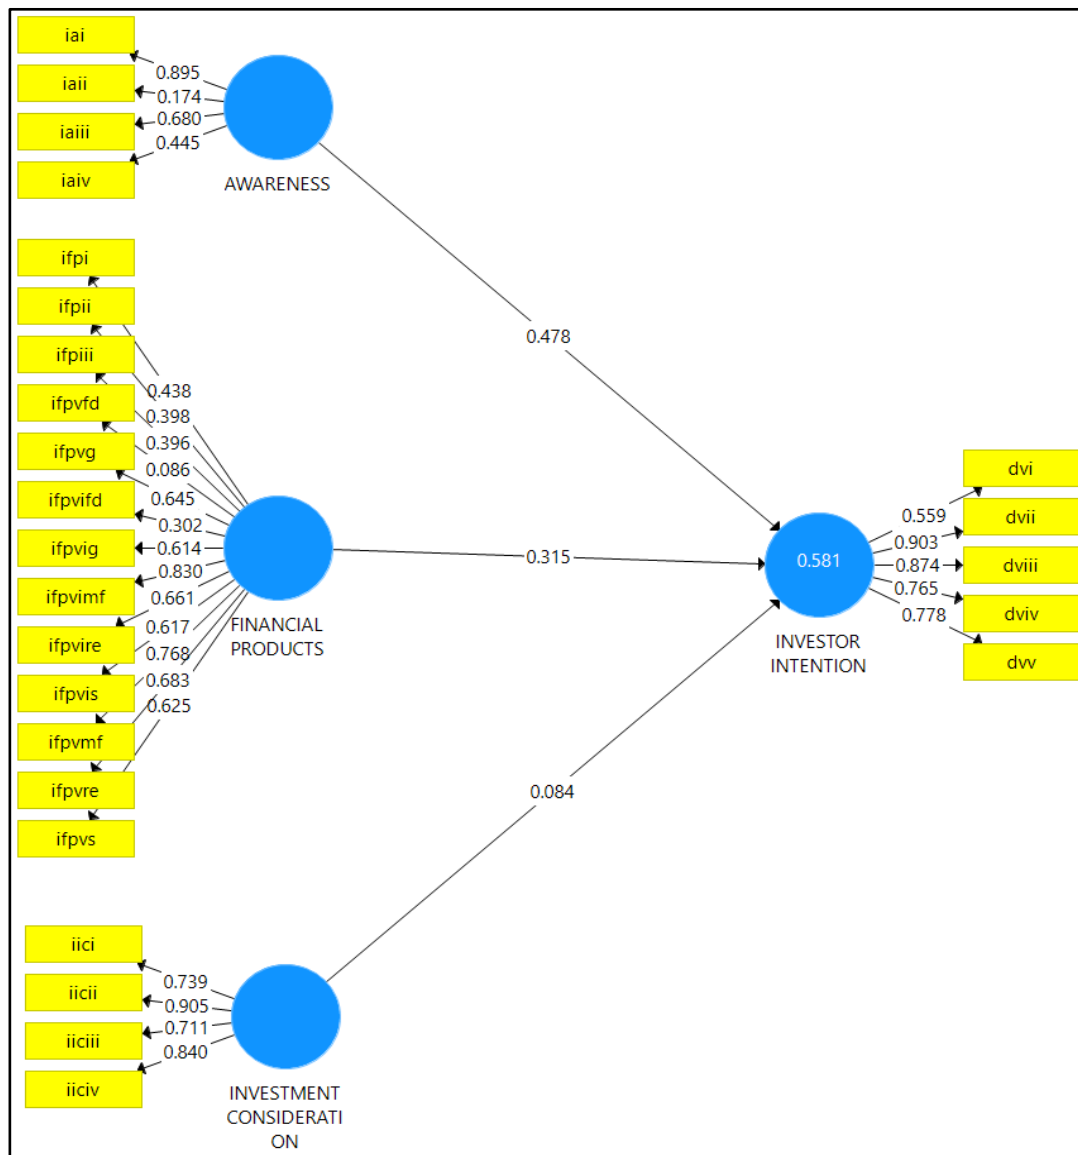 iai
iaii
iaiii
iaiv
0.895
0.174
0.680
0.445
AWARENESS
ifpi
ifpii
ifpiii
ifpvfd
ifpvg
ifpvifd
ifpvig
ifpvimf
ifpvire
ifpvis
ifpvmf
ifpvre
ifpvs
0.438
0.398
0.396
0.086
0.645
0.302
0.614
0.830
0.661
0.617
0.768
0.683
0.625
FINANCIAL
PRODUCTS
iici
iicii
iiciii
iiciv
0.739
0.905
0.711
0.840
INVESTMENT
CONSIDERATI
ON
0.478
0.315
0.084
0.581
INVESTOR
INTENTION
0.559
0.903
0.874
0.765
0.778
dvi
dvii
dviii
dviv
dvv